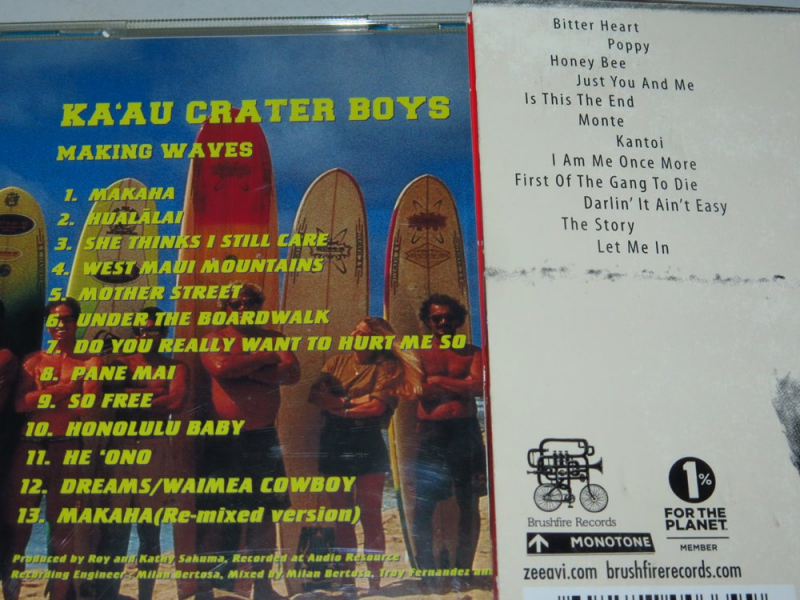 KA'AU CRATER BOYS
MAKING WAVES
1. MAKAHA
2. HUALĀLAI
3. SHE THINKS I STILL CARE
4. WEST MAUI MOUNTAINS
5. MOTHER STREET
6. UNDER THE BOARDWALK
7. DO YOU REALLY WANT TO HURT ME SO
8. PANE MAI
9. SO FREE
10. HONOLULU BABY
11. HE 'ONO
12. DREAMS/WAIMEA COWBOY
13. MAKAHA(Re-mixed version)
Produced by Roy and Kathy Sakuma, Recorded at Audio Resource
Recording Engineer - Milan Bertosa, Mixed by Milan Bertosa, Troy Fernandez an
Bitter Heart
Poppy
Honey Bee
Just You And Me
Is This The End
Monte
Kantoi
I Am Me Once More
First Of The Gang To Die
Darlin' It Ain't Easy
The Story
Let Me In
Brushfire Records
MONOTONE
1%
FOR THE
PLANET
MEMBER
zeeavi.com brushfirerecords.com